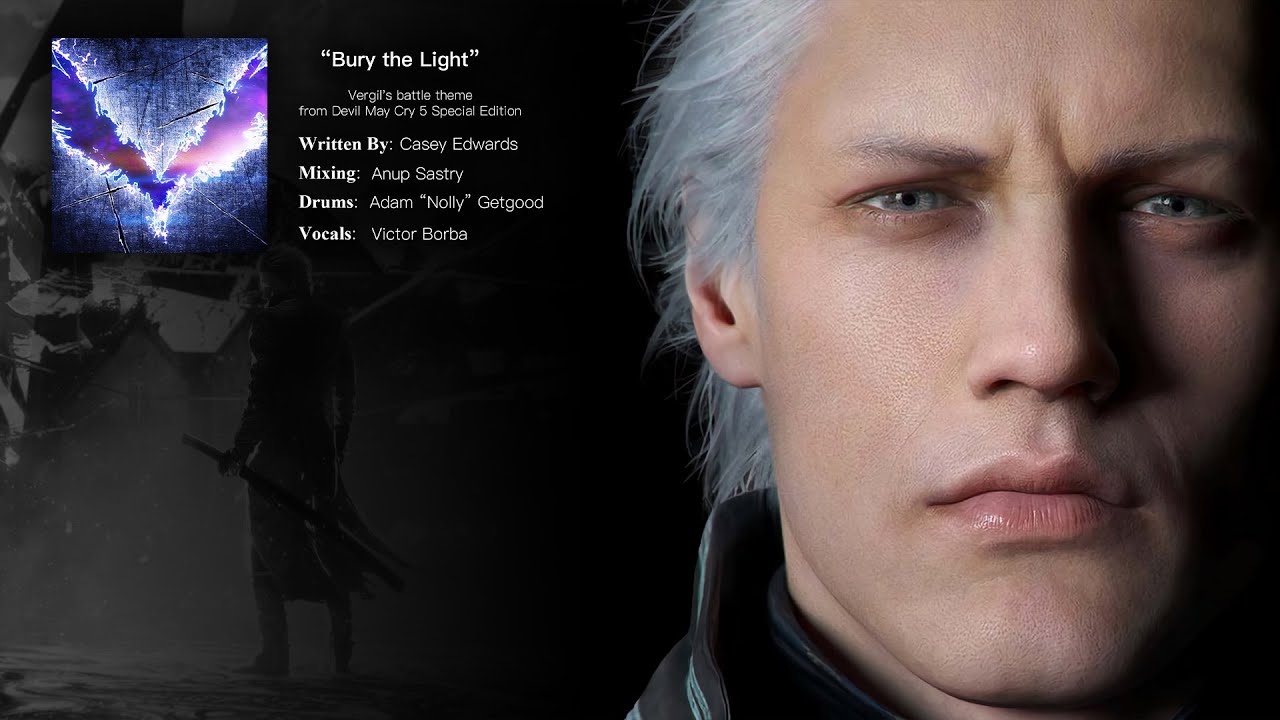 “Bury the Light”
Vergil's battle theme
from Devil May Cry 5 Special Edition
Written By: Casey Edwards
Mixing: Anup Sastry
Drums: Adam “Nolly” Getgood
Vocals: Victor Borba